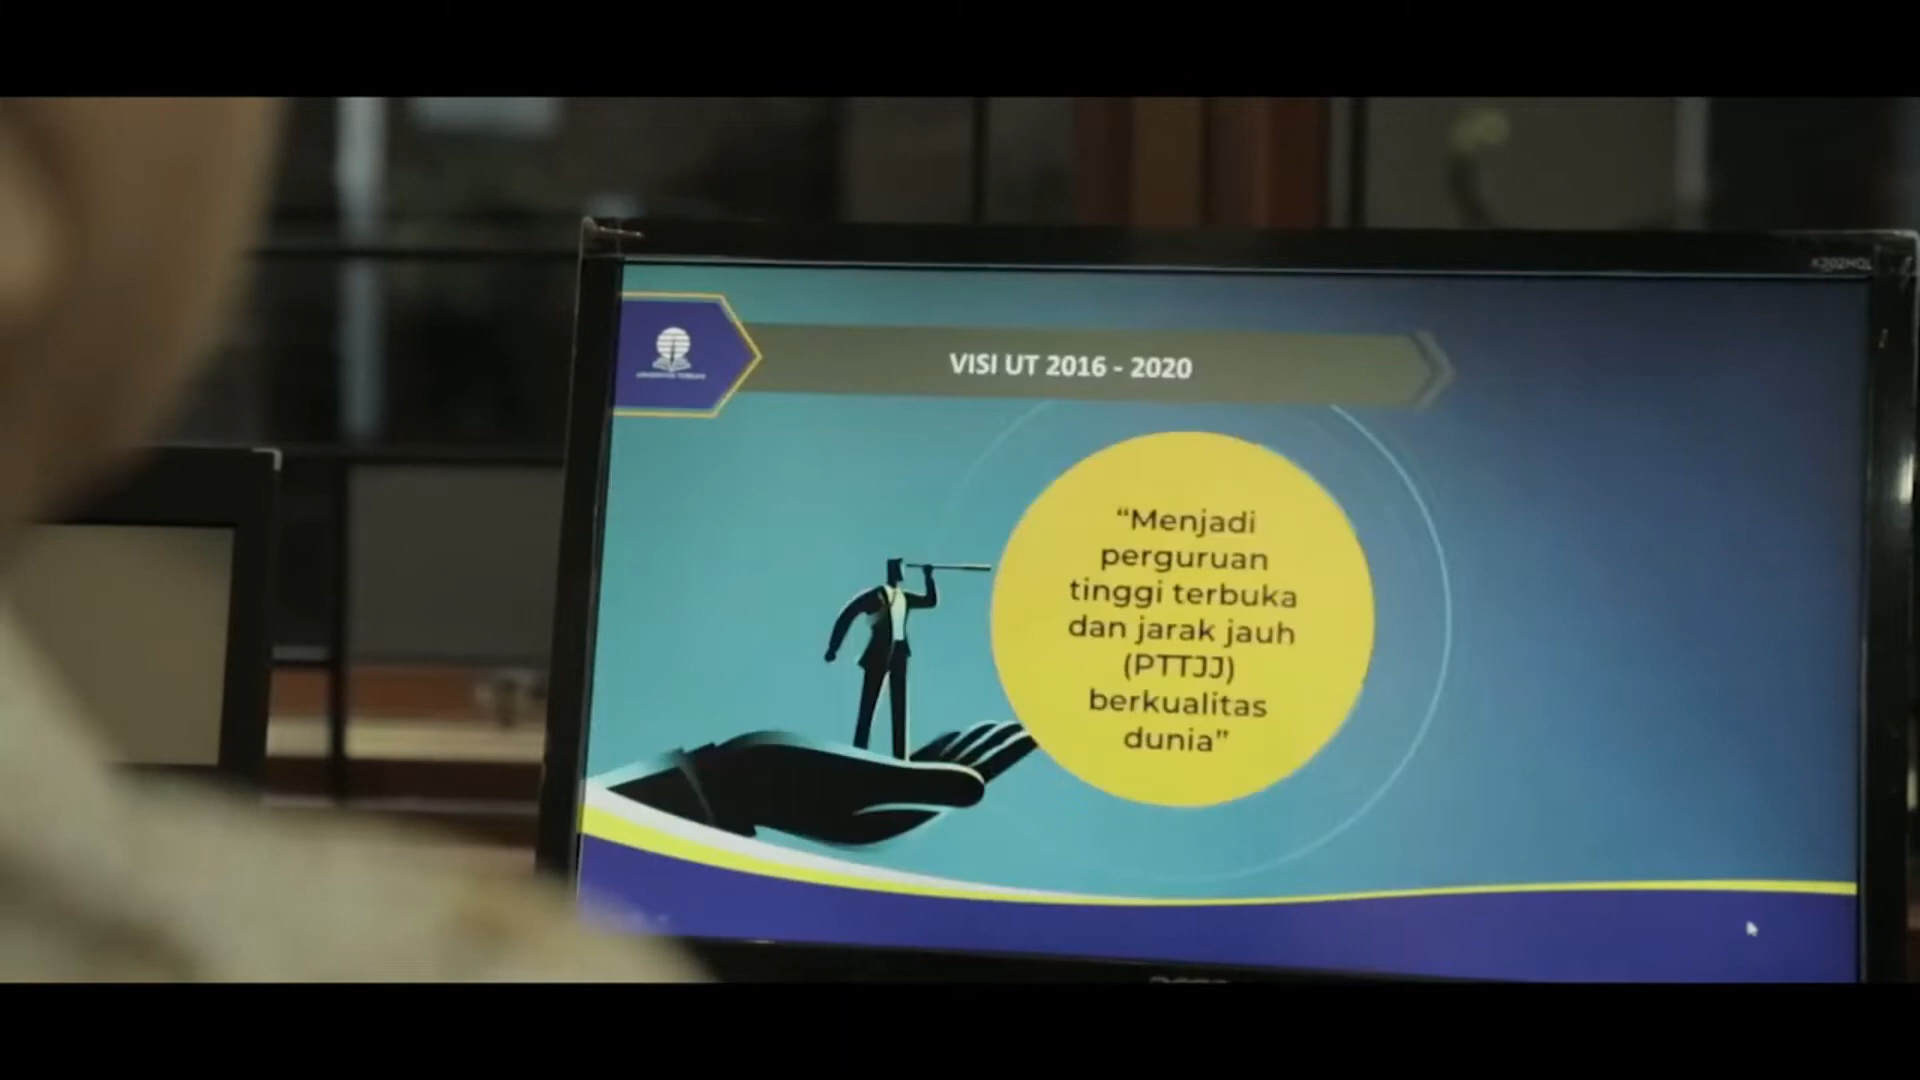 VISI UT 2016 - 2020
“Menjadi
perguruan
tinggi terbuka
dan jarak jauh
(PTTJJ)
berkualitas
dunia”